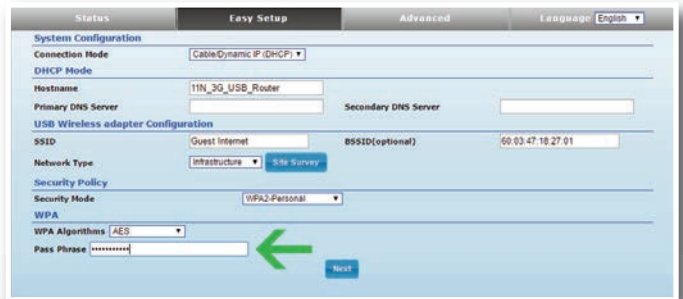 Status Easy Setup Advanced Language English
System Configuration
Connection Mode Cable/Dynamic IP (DHCP)
DHCP Mode
Hostname 11N_3G_USB_Router
Primary DNS Server Secondary DNS Server
USB Wireless adapter Configuration
SSID Guest Internet BSSID(optional) 60:03:47:18:27:01
Network Type Infrastructure Site Survey
Security Policy
Security Mode WPA2-Personal
WPA
WPA Algorithms AES
Pass Phrase •••••••••••
Next